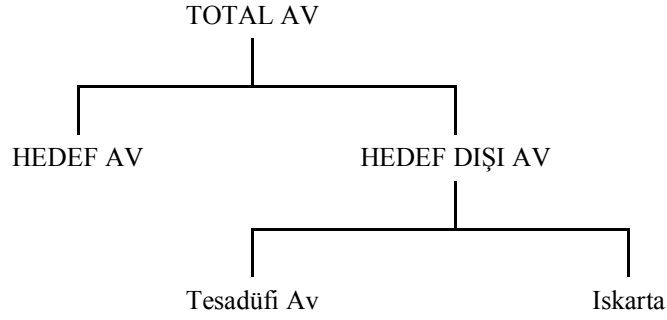 TOTAL AV
HEDEF AV
HEDEF DIŞI AV
Tesadüfi Av
Iskarta